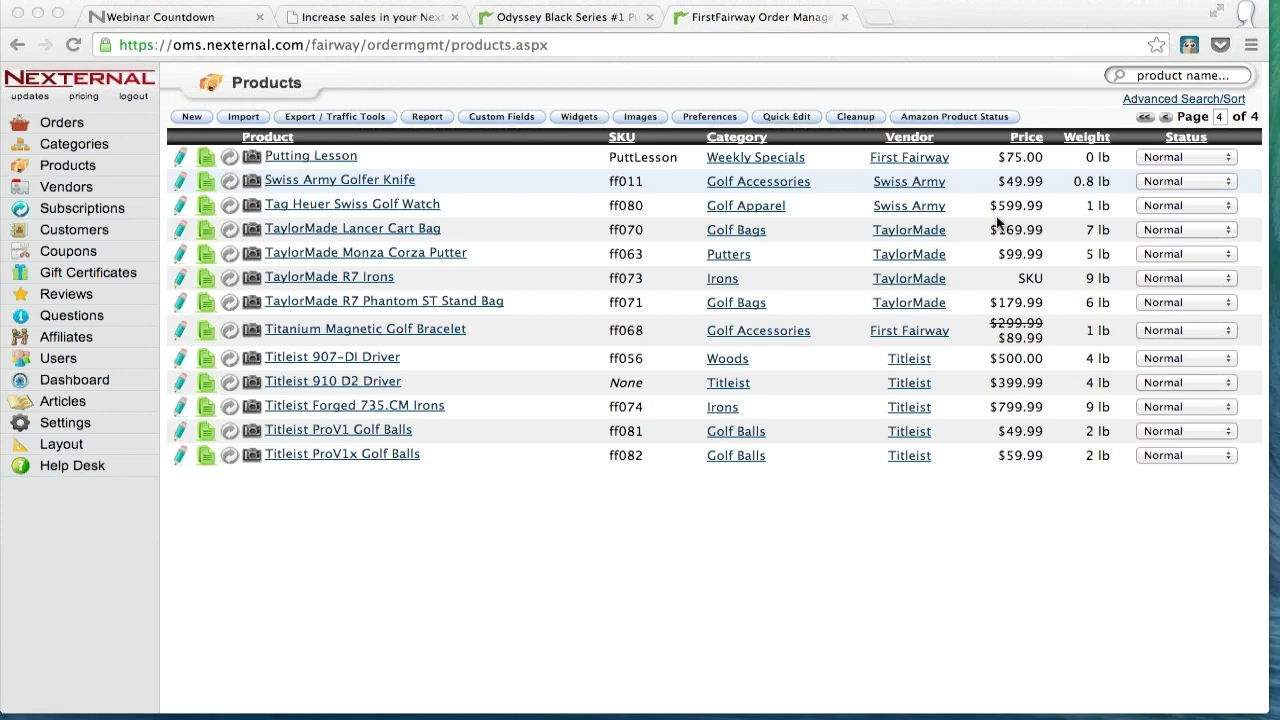 Webinar Countdown
Increase sales in your Nex
Odyssey Black Series #1 Pu
FirstFairway Order Manage
https://oms.nexternal.com/fairway/ordermgmt/products.aspx
NEXTERNAL
updates pricing logout
Products
product name...
Advanced Search/Sort
New Import Export / Traffic Tools Report Custom Fields Widgets Images Preferences Quick Edit Cleanup Amazon Product Status
Page 4 of 4
Orders
Categories
Products
Vendors
Subscriptions
Customers
Coupons
Gift Certificates
Reviews
Questions
Affiliates
Users
Dashboard
Articles
Settings
Layout
Help Desk
Product SKU Category Vendor Price Weight Status
Putting Lesson PuttLesson Weekly Specials First Fairway $75.00 0 lb Normal
Swiss Army Golfer Knife ff011 Golf Accessories Swiss Army $49.99 0.8 lb Normal
Tag Heuer Swiss Golf Watch ff080 Golf Apparel Swiss Army $599.99 1 lb Normal
TaylorMade Lancer Cart Bag ff070 Golf Bags TaylorMade $169.99 7 lb Normal
TaylorMade Monza Corza Putter ff063 Putters TaylorMade $99.99 5 lb Normal
TaylorMade R7 Irons ff073 Irons TaylorMade SKU 9 lb Normal
TaylorMade R7 Phantom ST Stand Bag ff071 Golf Bags TaylorMade $179.99 6 lb Normal
Titanium Magnetic Golf Bracelet ff068 Golf Accessories First Fairway $299.99 1 lb Normal
$89.99
Titleist 907-DI Driver ff056 Woods Titleist $500.00 4 lb Normal
Titleist 910 D2 Driver None Titleist Titleist $399.99 4 lb Normal
Titleist Forged 735.CM Irons ff074 Irons Titleist $799.99 9 lb Normal
Titleist ProV1 Golf Balls ff081 Golf Balls Titleist $49.99 2 lb Normal
Titleist ProV1x Golf Balls ff082 Golf Balls Titleist $59.99 2 lb Normal